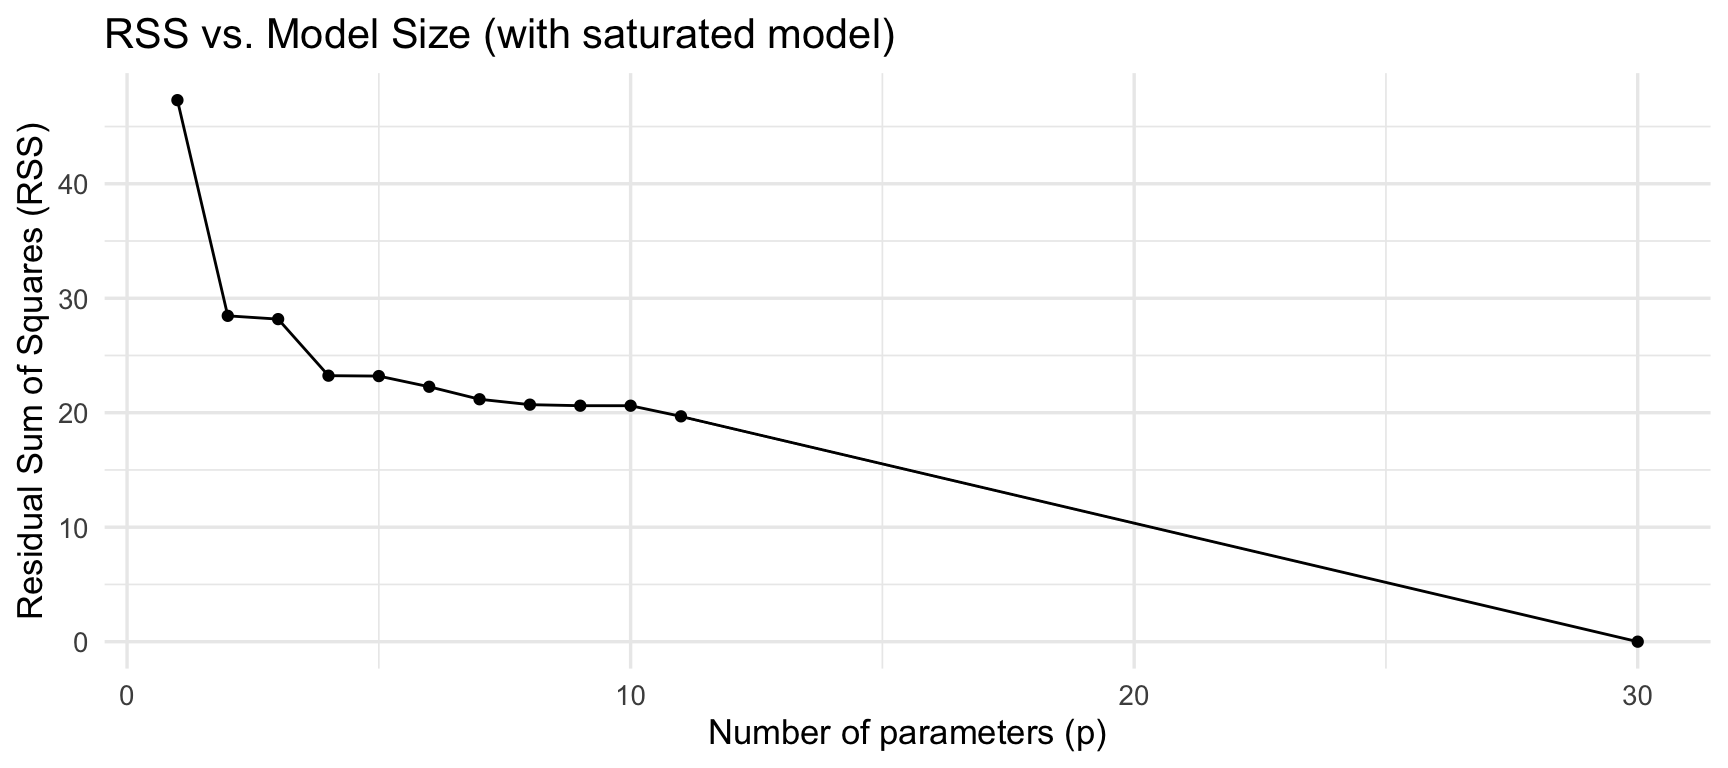 RSS vs. Model Size (with saturated model)
Residual Sum of Squares (RSS)
40
30
20
10
0
0 10 20 30
Number of parameters (p)